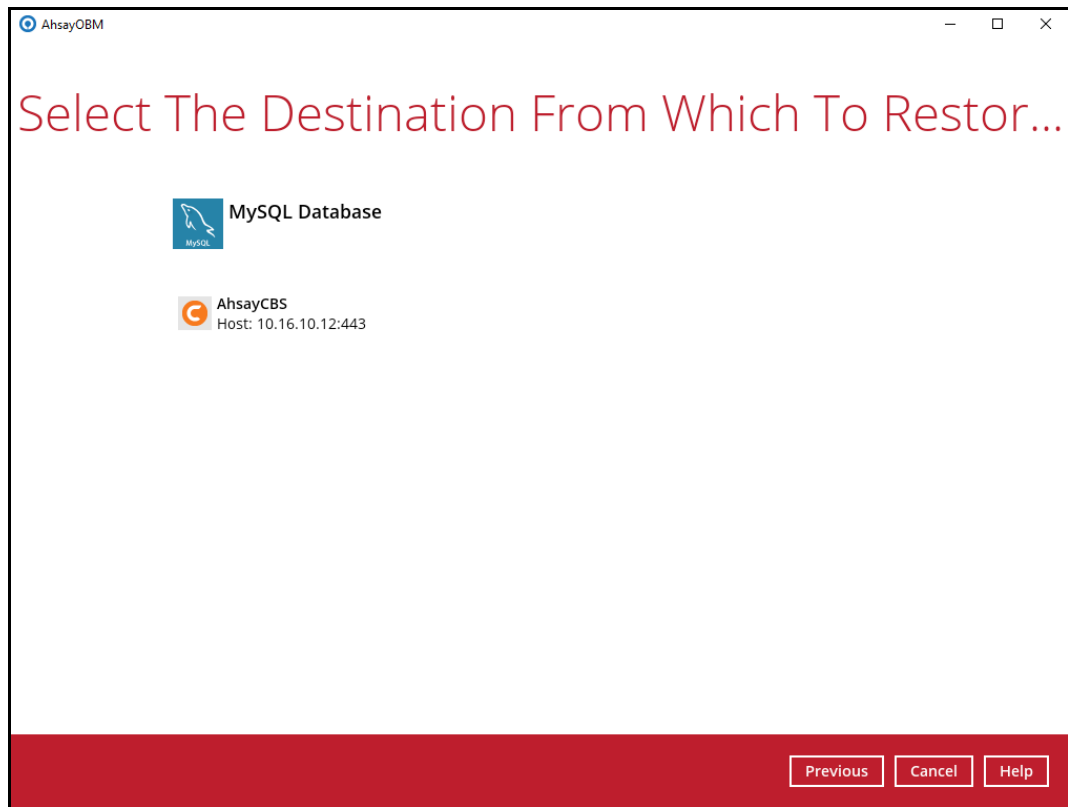 AhsayOBM
Select The Destination From Which To Restor...
MySQL
MySQL Database
AhsayCBS
Host: 10.16.10.12:443
Previous Cancel Help